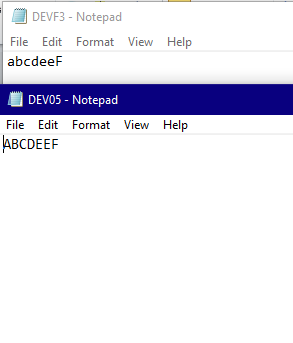 DEVF3 - Notepad
File Edit Format View Help
abcdeeF
DEV05 - Notepad
File Edit Format View Help
ABCDEEF